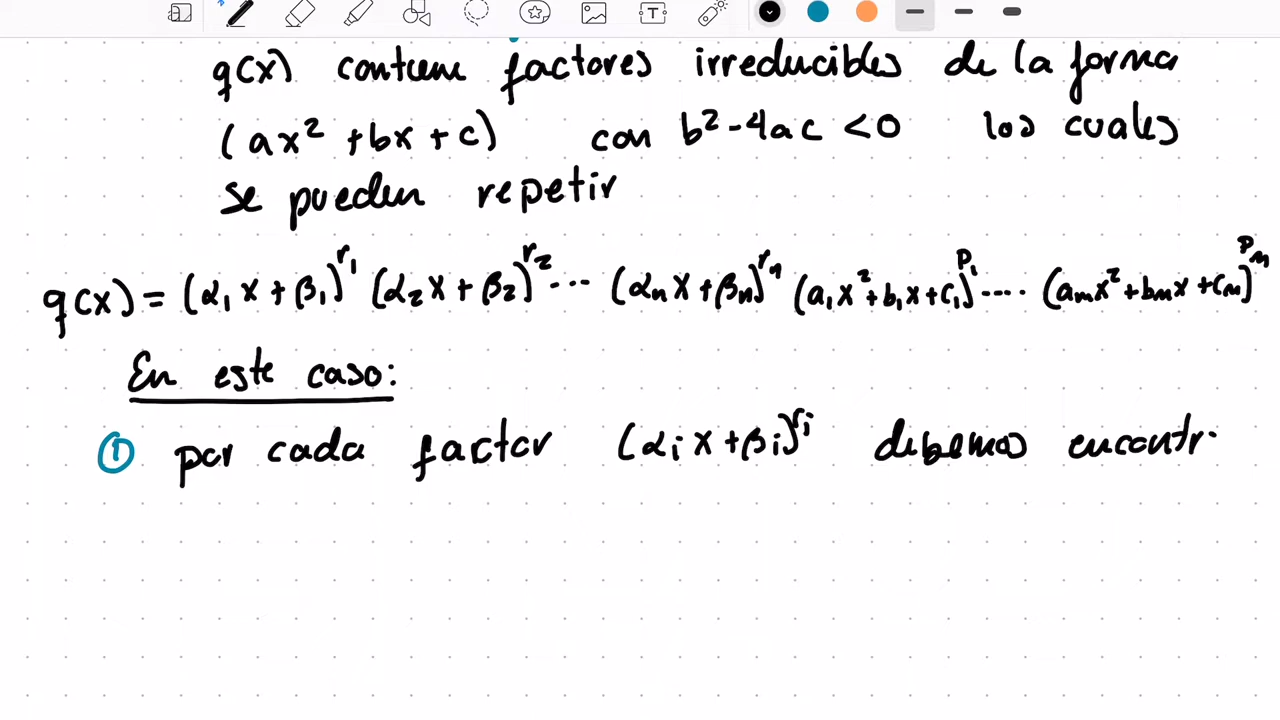 q(x) contiene factores irreducibles de la forma
(ax² + bx + c) con b² - 4ac < 0 los cuales
se pueden repetir
q(x) = (α₁x + β₁)^r₁ (α₂x + β₂)^r₂ ··· (αₙx + βₙ)^rₙ (a₁x² + b₁x + c₁)^p₁ ···· (aₘx² + bₘx + cₘ)^pₘ
En este caso:
① por cada factor (αᵢx + βᵢ)^rᵢ debemos encontr